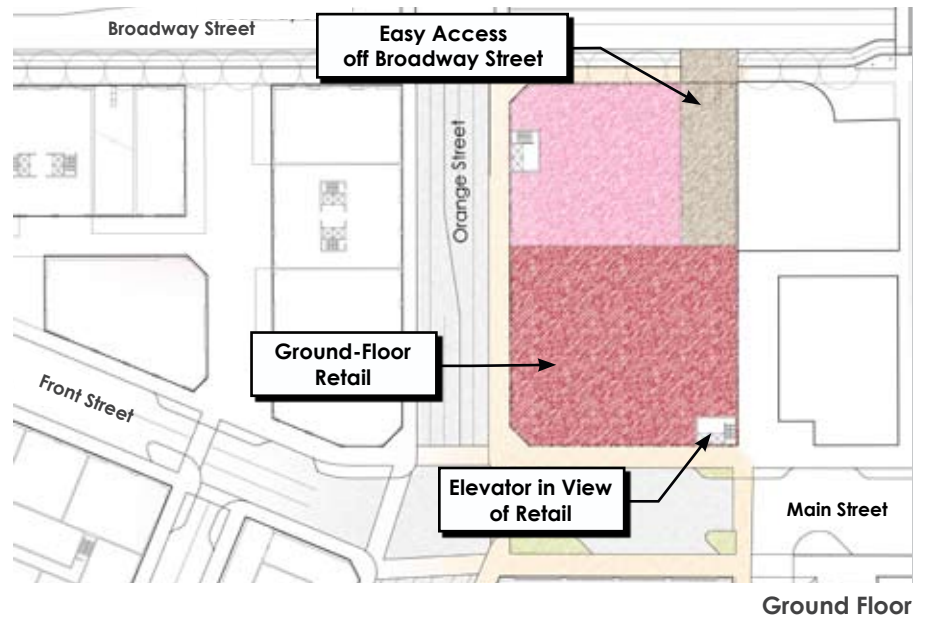 Broadway Street
Easy Access
off Broadway Street
Orange Street
Ground-Floor
Retail
Front Street
Elevator in View
of Retail
Main Street
Ground Floor